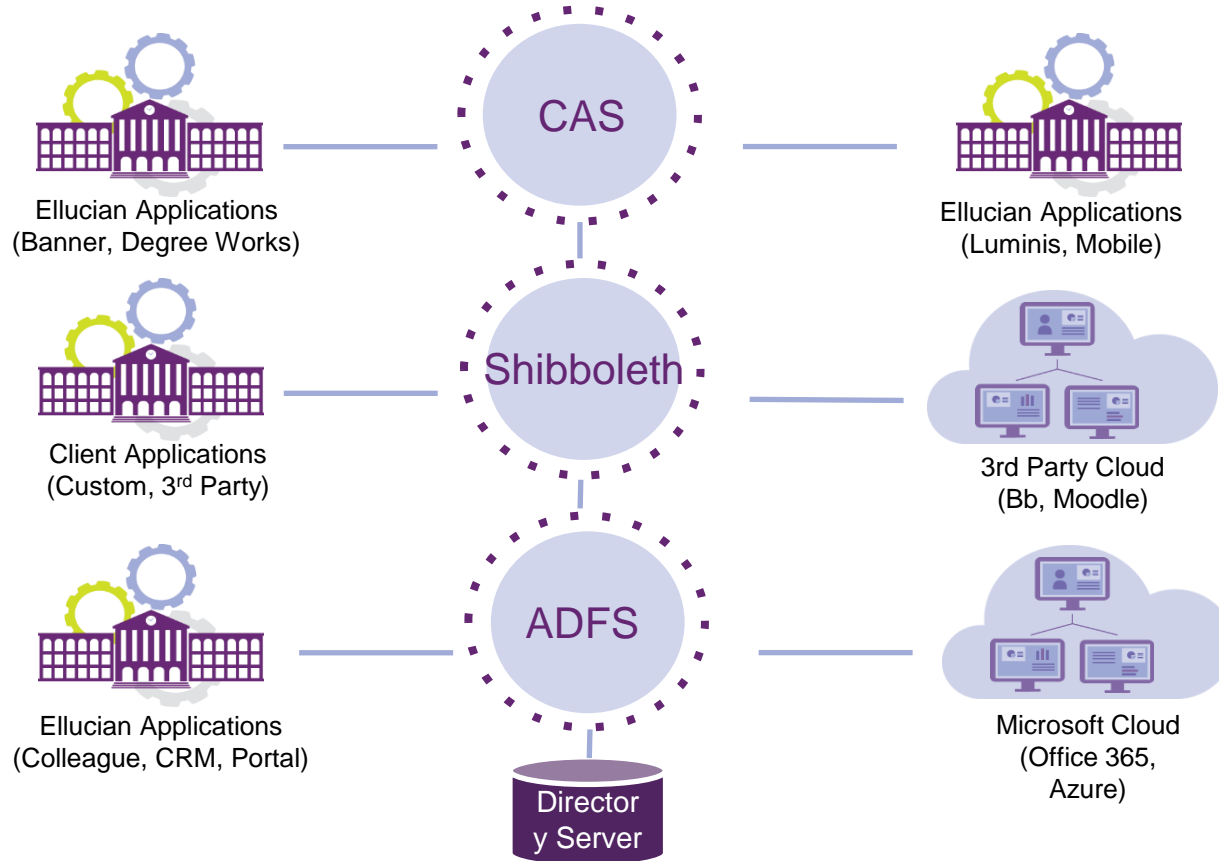 CAS
Ellucian Applications
(Banner, Degree Works)
Ellucian Applications
(Luminis, Mobile)
Shibboleth
Client Applications
(Custom, 3rd Party)
3rd Party Cloud
(Bb, Moodle)
ADFS
Ellucian Applications
(Colleague, CRM, Portal)
Microsoft Cloud
(Office 365,
Azure)
Director
y Server